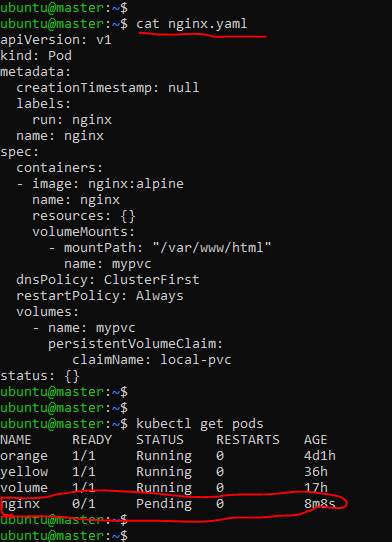 ubuntu@master:~$
ubuntu@master:~$ cat nginx.yaml
apiVersion: v1
kind: Pod
metadata:
  creationTimestamp: null
  labels:
    run: nginx
  name: nginx
spec:
  containers:
  - image: nginx:alpine
    name: nginx
    resources: {}
    volumeMounts:
      - mountPath: "/var/www/html"
        name: mypvc
  dnsPolicy: ClusterFirst
  restartPolicy: Always
  volumes:
    - name: mypvc
      persistentVolumeClaim:
        claimName: local-pvc
status: {}
ubuntu@master:~$
ubuntu@master:~$
ubuntu@master:~$ kubectl get pods
NAME     READY   STATUS    RESTARTS   AGE
orange   1/1     Running   0          4d1h
yellow   1/1     Running   0          36h
volume   1/1     Running   0          17h
nginx    0/1     Pending   0          8m8s
ubuntu@master:~$
ubuntu@master:~$